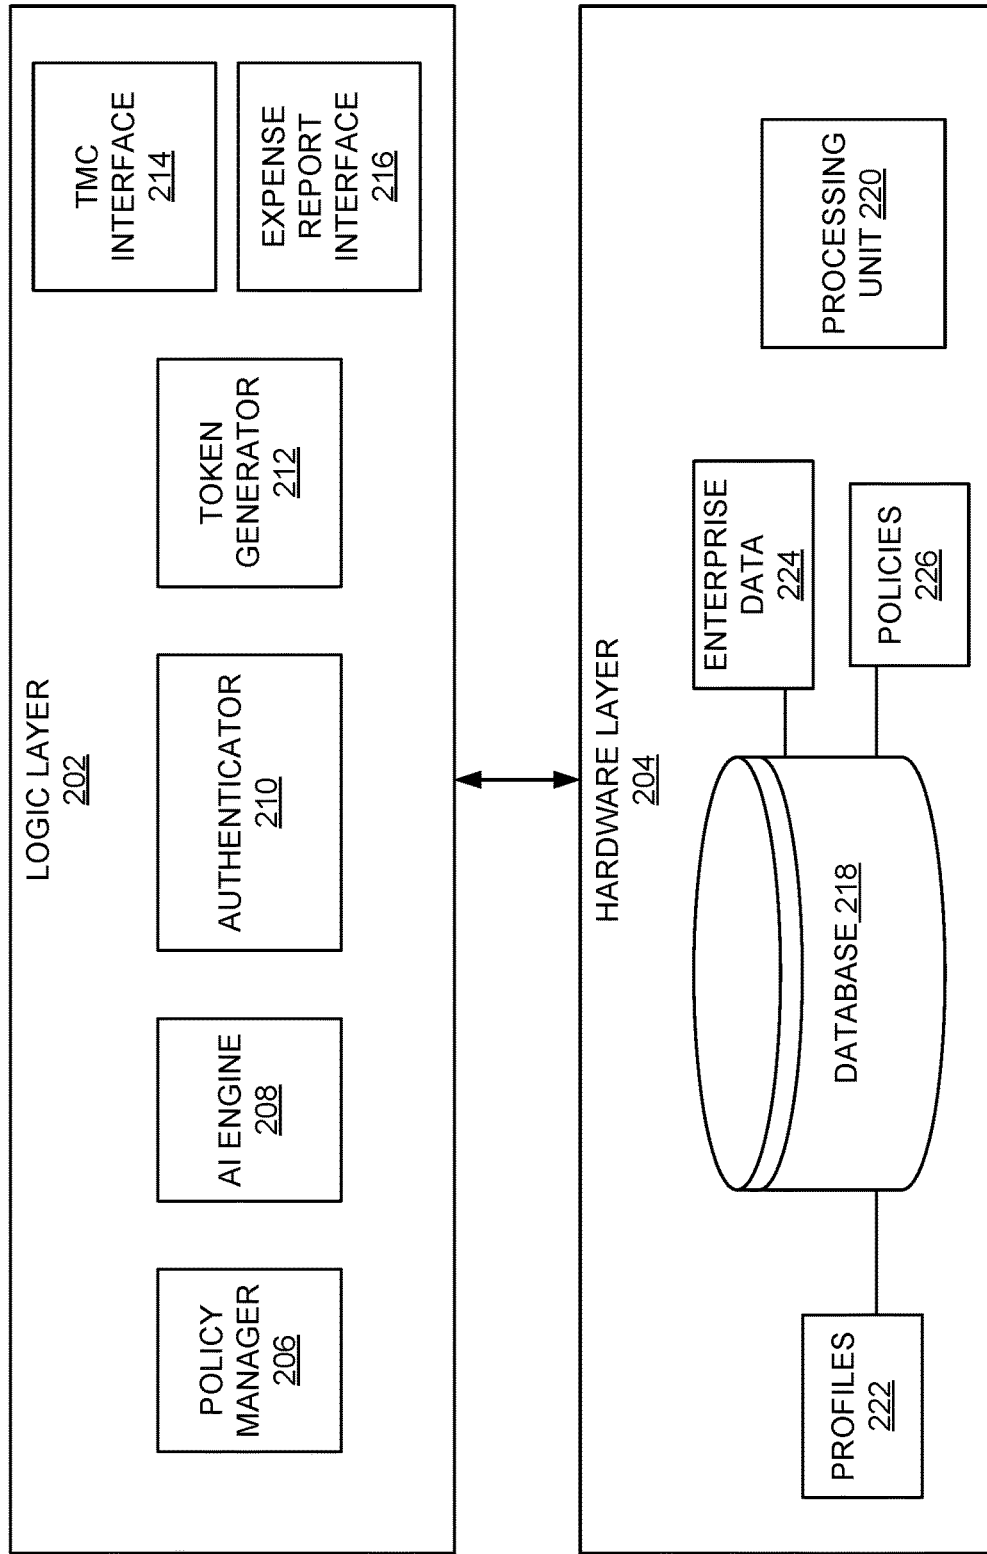 LOGIC LAYER
202
POLICY
MANAGER
206
AI ENGINE
208
AUTHENTICATOR
210
TOKEN
GENERATOR
212
TMC
INTERFACE
214
EXPENSE
REPORT
INTERFACE
216
HARDWARE LAYER
204
PROFILES
222
DATABASE 218
ENTERPRISE
DATA
224
POLICIES
226
PROCESSING
UNIT 220